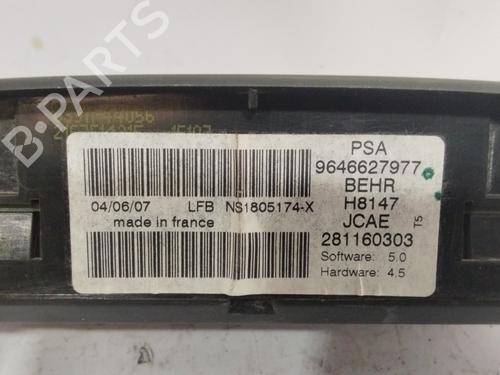 B-PARTS
PSA
9646627977
BEHR
H8147
JCAE
T5
281160303
Software: 5.0
Hardware: 4.5
04/06/07 LFB NS1805174-X
made in france